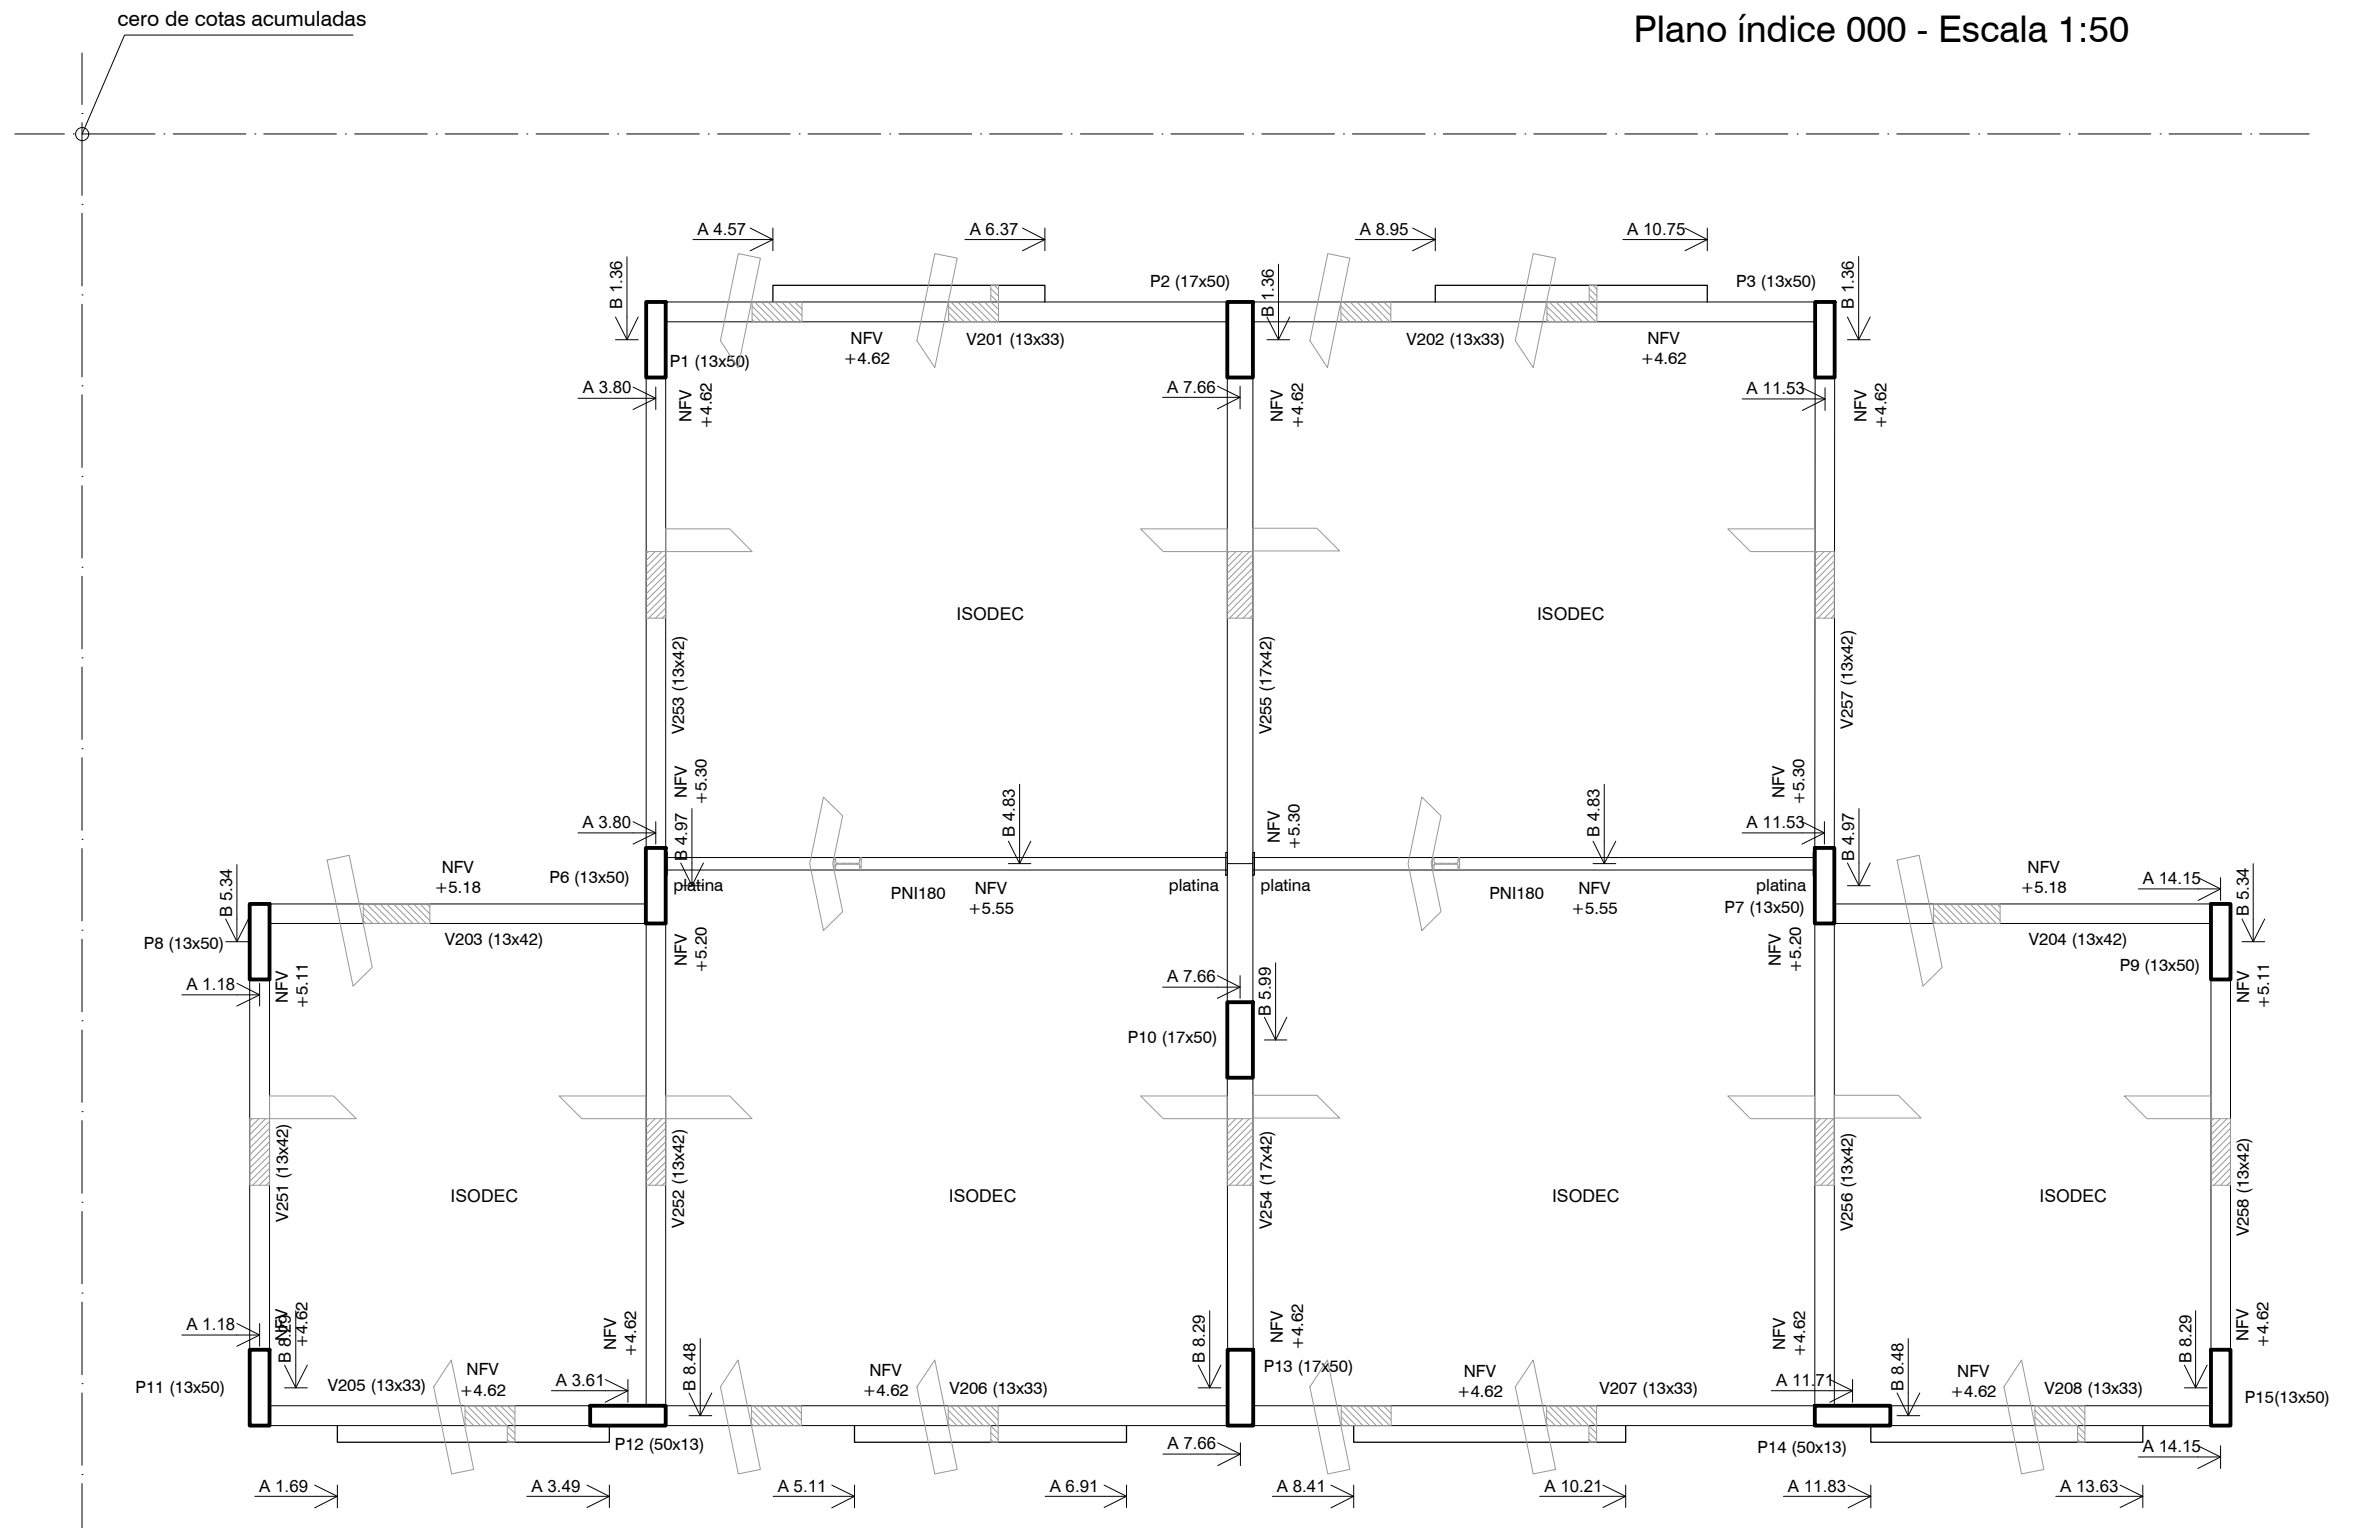 cero de cotas acumuladas
Plano índice 000 - Escala 1:50
A 4.57
A 6.37
A 8.95
A 10.75
B 1.36
P2 (17x50)
B 1.36
P3 (13x50)
B 1.36
P1 (13x50)
NFV
+4.62
V201 (13x33)
V202 (13x33)
NFV
+4.62
A 3.80
NFV
+4.62
A 7.66
NFV
+4.62
A 11.53
NFV
+4.62
ISODEC
ISODEC
V253 (13x42)
V255 (17x42)
V257 (13x42)
NFV
+5.30
B 4.83
NFV
+5.30
B 4.83
NFV
+5.30
A 3.80
B 4.97
A 11.53
B 4.97
B 5.34
NFV
+5.18
P6 (13x50)
platina
PNI180
NFV
+5.55
platina
platina
PNI180
NFV
+5.55
platina
P7 (13x50)
NFV
+5.18
A 14.15
B 5.34
P8 (13x50)
V203 (13x42)
NFV
+5.20
NFV
+5.20
V204 (13x42)
P9 (13x50)
A 1.18
NFV
+5.11
A 7.66
B 5.99
NFV
+5.11
P10 (17x50)
V251 (13x42)
V252 (13x42)
V254 (17x42)
V256 (13x42)
V258 (13x42)
ISODEC
ISODEC
ISODEC
ISODEC
A 1.18
NFV
+4.62
B 8.29
NFV
+4.62
B 8.48
B 8.29
NFV
+4.62
NFV
+4.62
B 8.48
B 8.29
NFV
+4.62
P11 (13x50)
V205 (13x33)
NFV
+4.62
A 3.61
NFV
+4.62
V206 (13x33)
P13 (17x50)
NFV
+4.62
V207 (13x33)
A 11.71
NFV
+4.62
V208 (13x33)
P15(13x50)
P12 (50x13)
A 7.66
P14 (50x13)
A 14.15
A 1.69
A 3.49
A 5.11
A 6.91
A 8.41
A 10.21
A 11.83
A 13.63